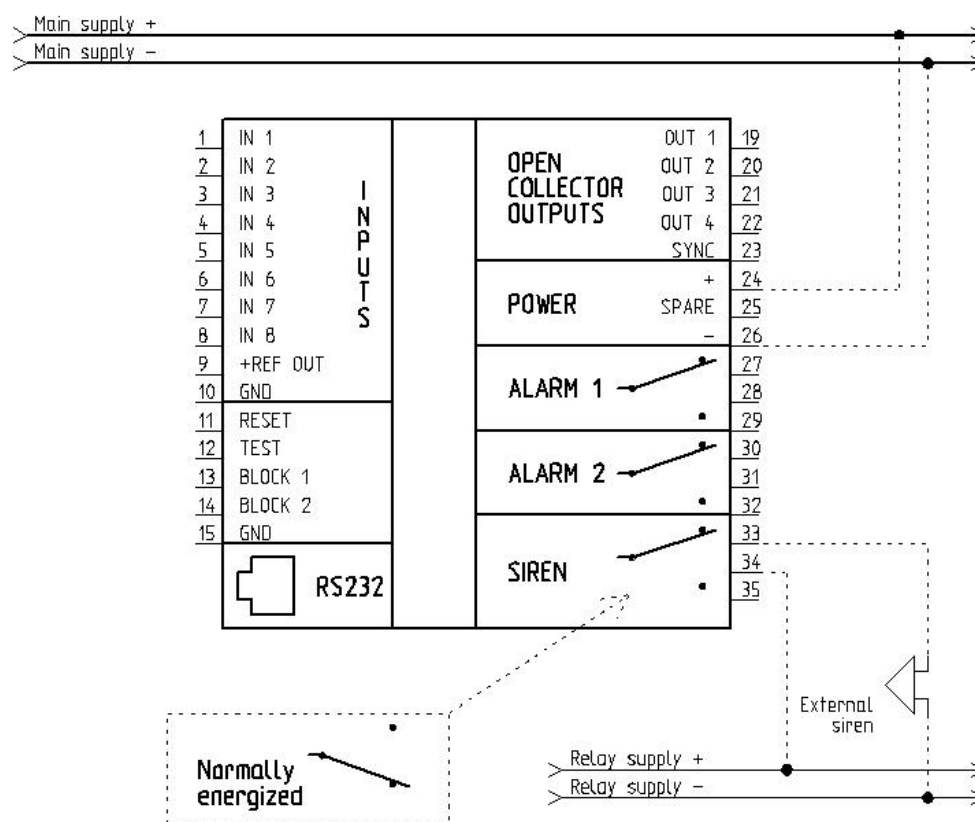 Main supply +
Main supply −
1 IN 1
2 IN 2
3 IN 3
4 IN 4
5 IN 5
6 IN 6
7 IN 7
8 IN 8
9 +REF OUT
10 GND
INPUTS
11 RESET
12 TEST
13 BLOCK 1
14 BLOCK 2
15 GND
RS232
OPEN
COLLECTOR
OUTPUTS
OUT 1 19
OUT 2 20
OUT 3 21
OUT 4 22
SYNC 23
POWER
+ 24
SPARE 25
− 26
ALARM 1
27
28
29
ALARM 2
30
31
32
SIREN
33
34
35
External
siren
Normally
energized
Relay supply +
Relay supply −